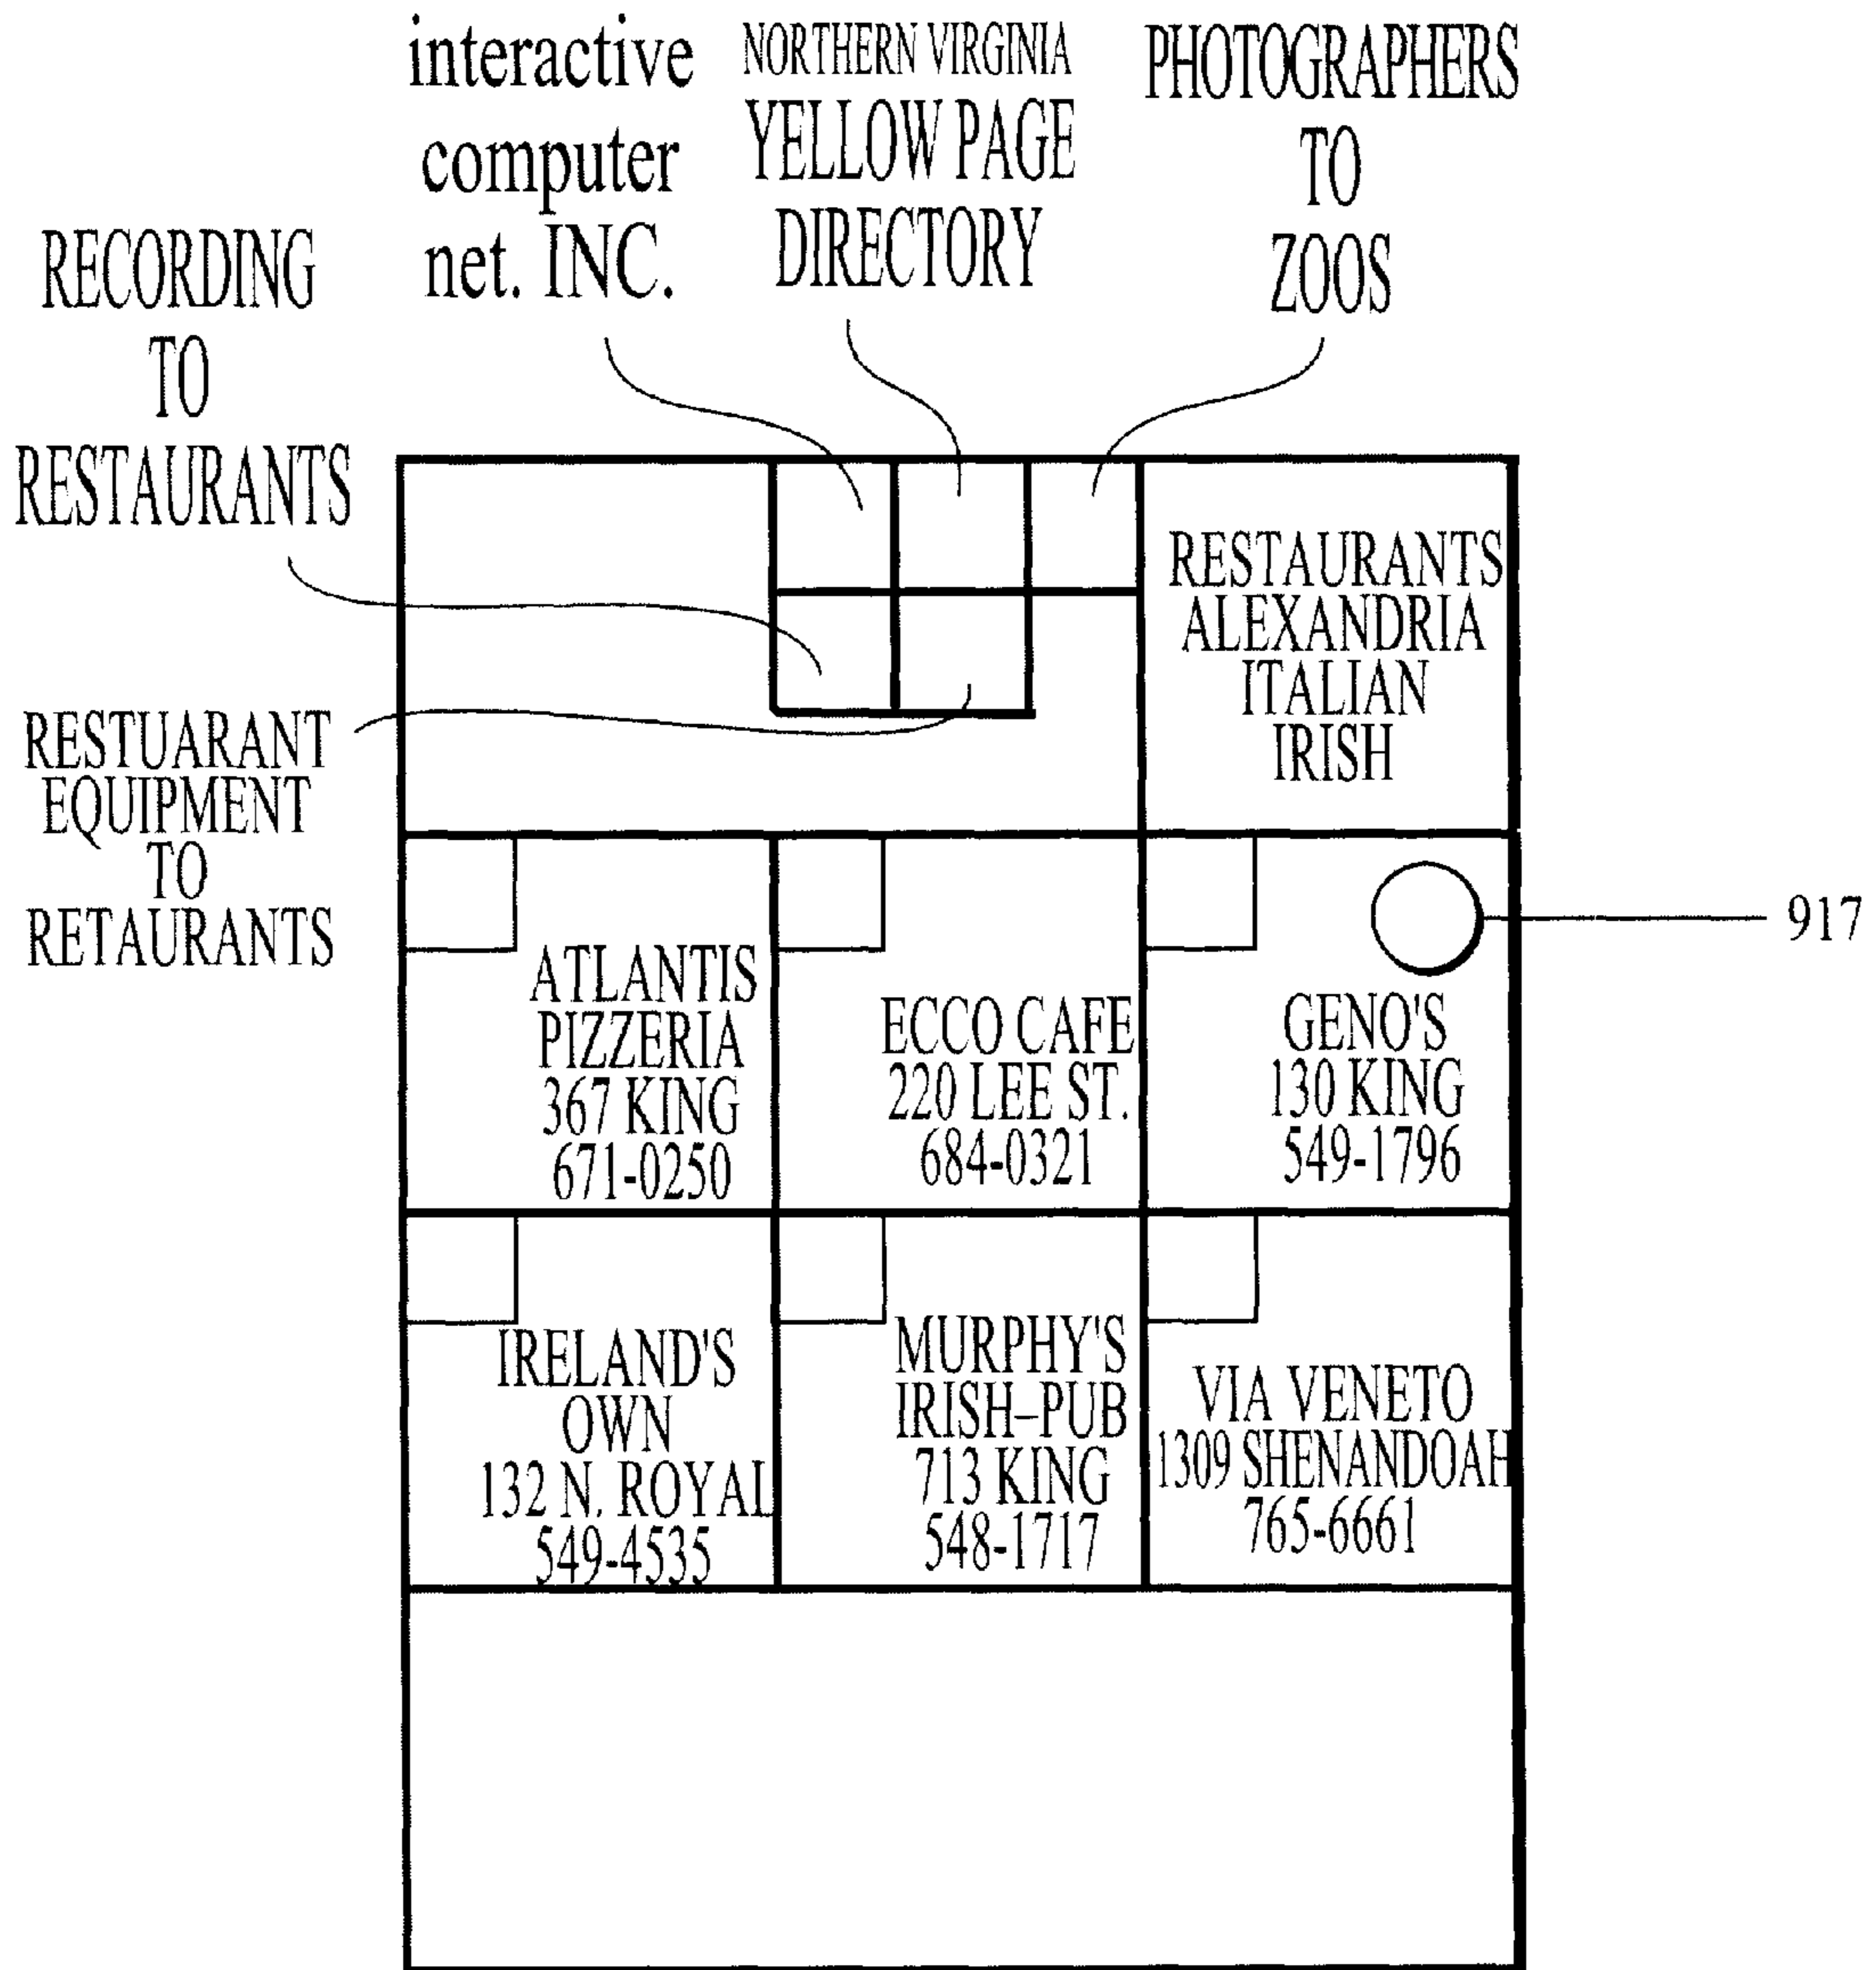 interactive
computer
net. INC.
NORTHERN VIRGINIA
YELLOW PAGE
DIRECTORY
PHOTOGRAPHERS
TO
ZOOS
RECORDING
TO
RESTAURANTS
RESTUARANT
EQUIPMENT
TO
RETAURANTS
RESTAURANTS
ALEXANDRIA
ITALIAN
IRISH
917
ATLANTIS
PIZZERIA
367 KING
671-0250
ECCO CAFE
220 LEE ST.
684-0321
GENO'S
130 KING
549-1796
IRELAND'S
OWN
132 N. ROYAL
549-4535
MURPHY'S
IRISH–PUB
713 KING
548-1717
VIA VENETO
1309 SHENANDOAH
765-6661